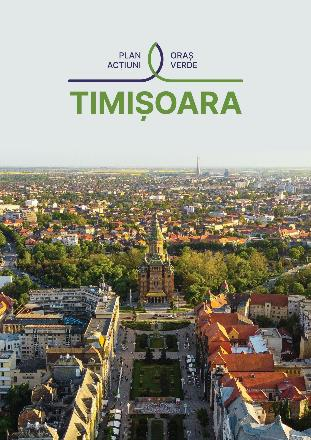 PLAN ORAȘ
ACȚIUNI VERDE
TIMIȘOARA